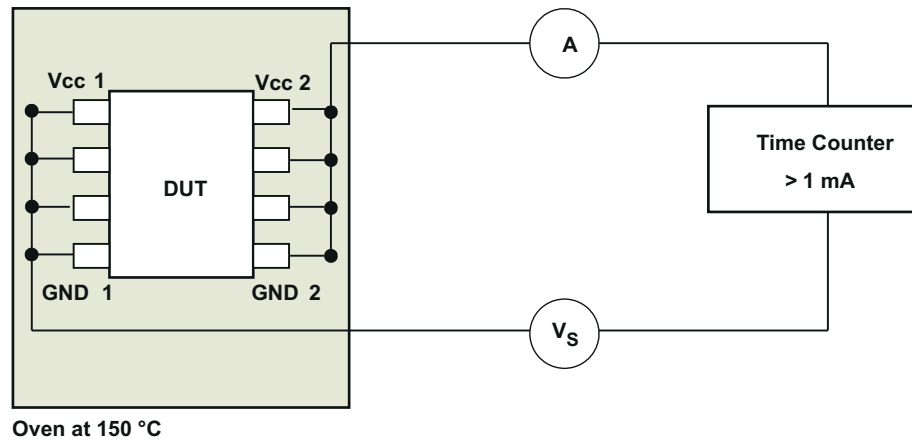 A
Vcc 1
Vcc 2
Time Counter
> 1 mA
DUT
GND 1
GND 2
VS
Oven at 150 °C